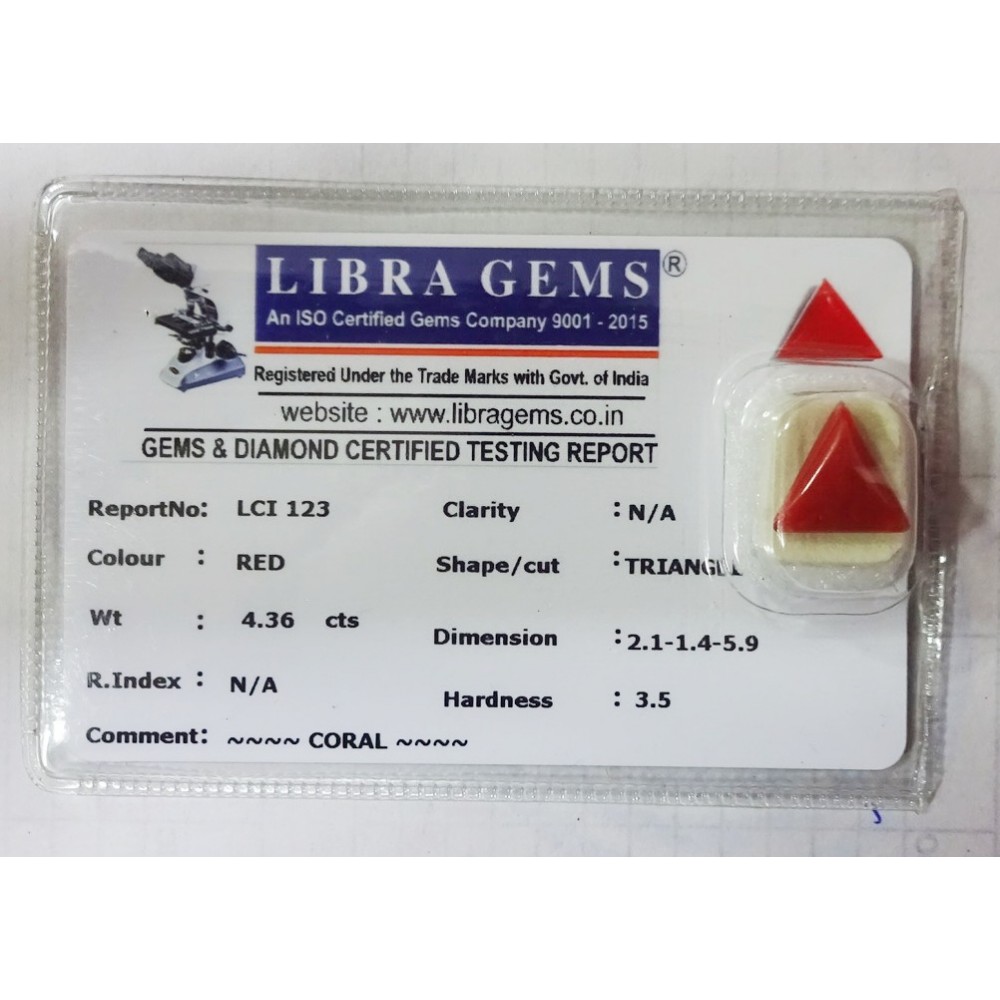 LIBRA GEMS®
An ISO Certified Gems Company 9001 - 2015
Registered Under the Trade Marks with Govt. of India
website : www.libragems.co.in
GEMS & DIAMOND CERTIFIED TESTING REPORT
ReportNo: LCI 123 Clarity : N/A
Colour : RED Shape/cut : TRIANGLE
Wt : 4.36 cts Dimension : 2.1-1.4-5.9
R.Index : N/A Hardness : 3.5
Comment: ~~~~ CORAL ~~~~